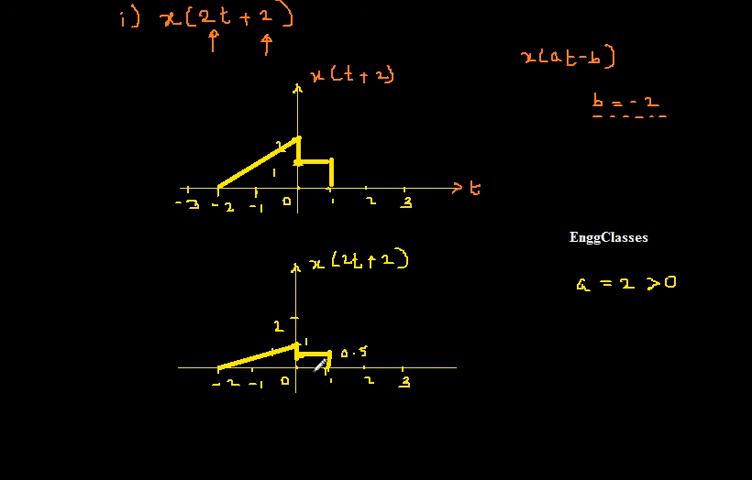 i) x(2t + 2)
x(at-b)
x(t+2)
b = -2
2
1
-3 -2 -1 0 1 2 3 t
EnggClasses
x(2t+2)
a = 2 >0
2
1
0.5
-2 -1 0 1 2 3